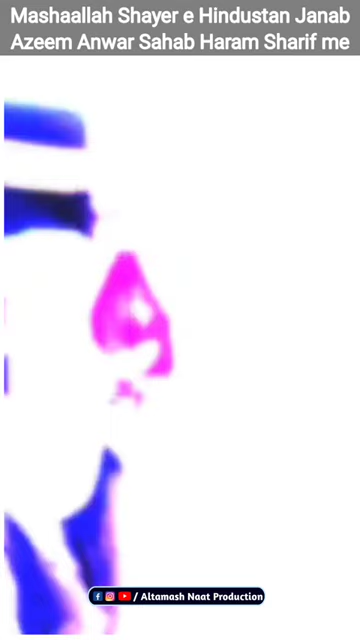 Mashaallah Shayer e Hindustan Janab
Azeem Anwar Sahab Haram Sharif me
/ Altamash Naat Production